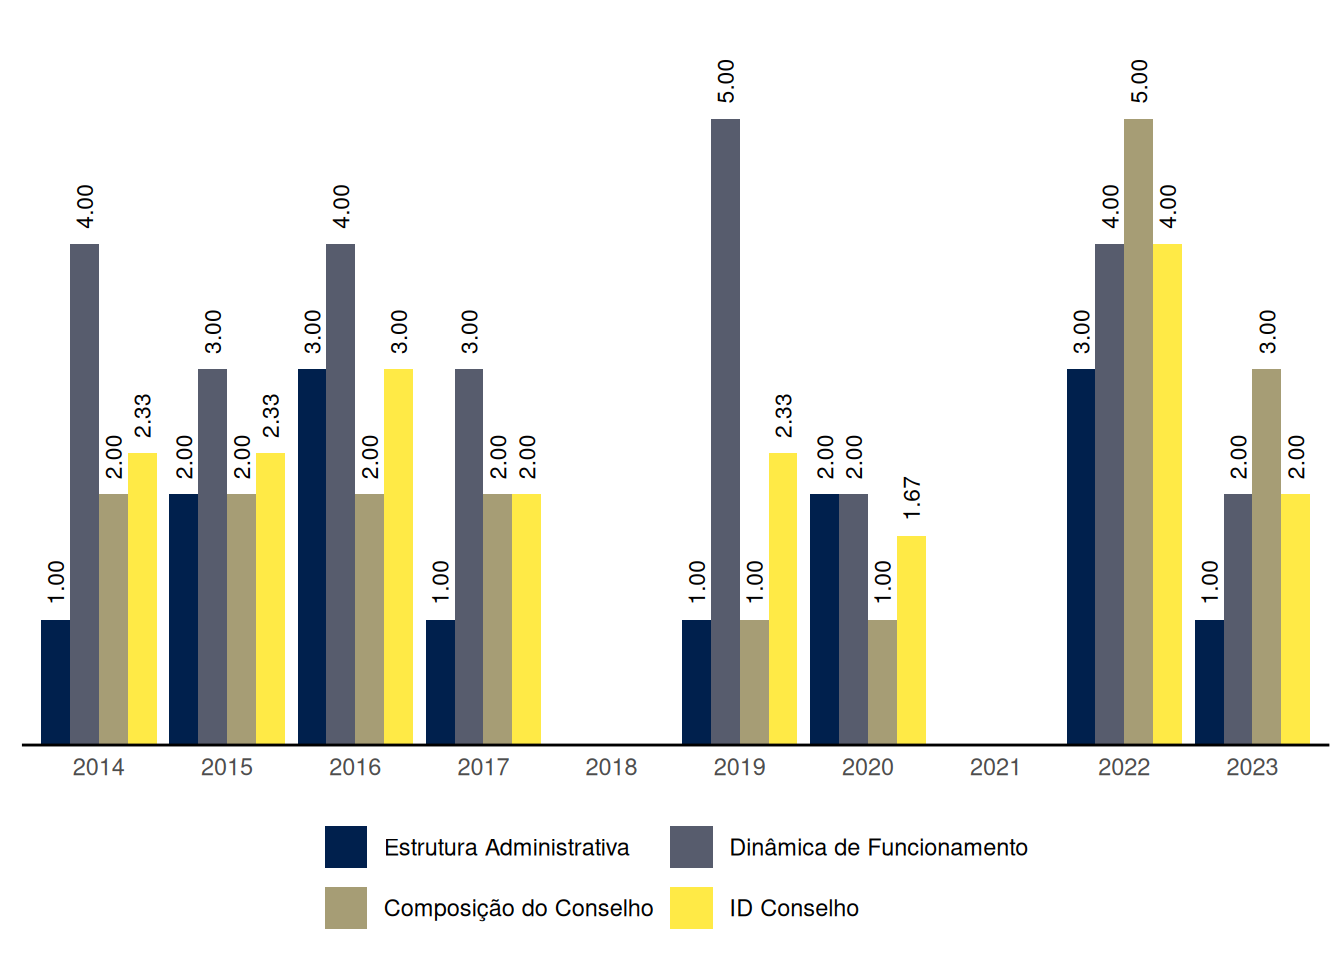 1.00 4.00 2.00 2.33 2.00 3.00 2.00 2.33 3.00 4.00 2.00 3.00 1.00 3.00 2.00 2.00 1.00 5.00 1.00 2.33 2.00 2.00 1.00 1.67 3.00 4.00 5.00 4.00 1.00 2.00 3.00 2.00
2014 2015 2016 2017 2018 2019 2020 2021 2022 2023
Estrutura Administrativa Dinâmica de Funcionamento
Composição do Conselho ID Conselho